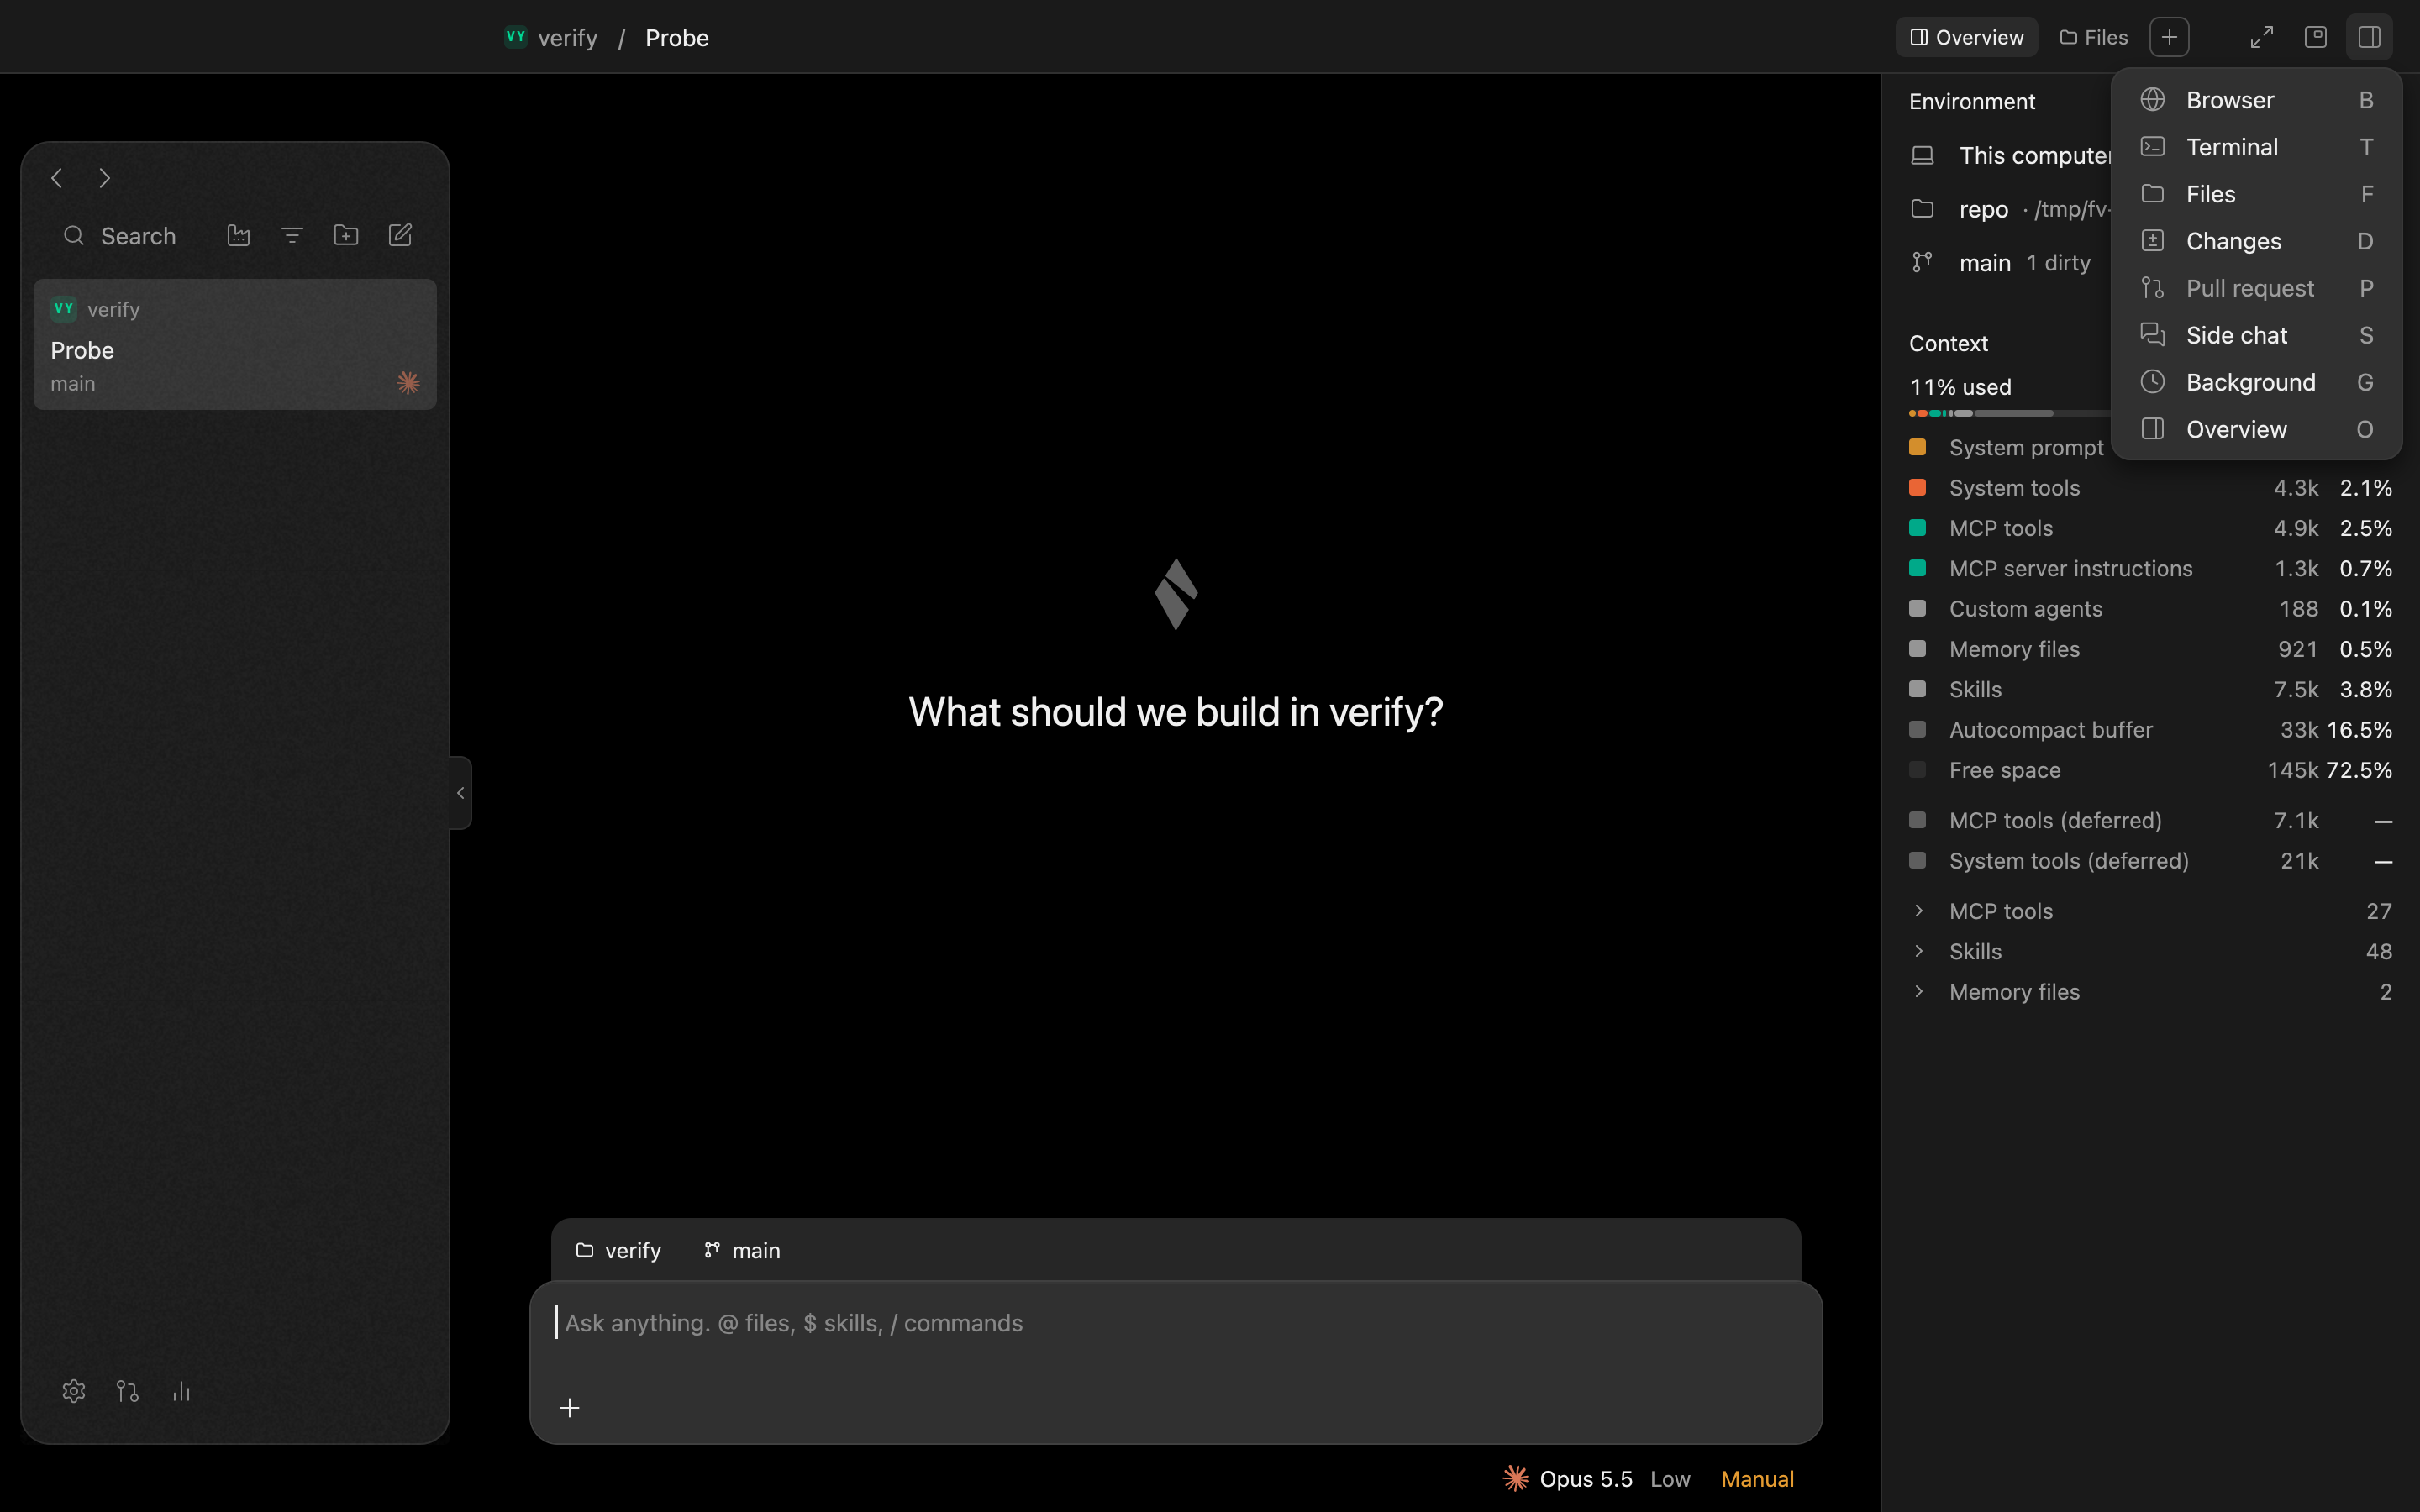 VY verify / Probe
Overview
Files
Search
VY verify
Probe
main
What should we build in verify?
verify
main
Ask anything. @ files, $ skills, / commands
Opus 5.5 Low Manual
Environment
This computer
repo · /tmp/fv-
main 1 dirty
Context
11% used
System prompt
System tools 4.3k 2.1%
MCP tools 4.9k 2.5%
MCP server instructions 1.3k 0.7%
Custom agents 188 0.1%
Memory files 921 0.5%
Skills 7.5k 3.8%
Autocompact buffer 33k 16.5%
Free space 145k 72.5%
MCP tools (deferred) 7.1k —
System tools (deferred) 21k —
MCP tools 27
Skills 48
Memory files 2
Browser B
Terminal T
Files F
Changes D
Pull request P
Side chat S
Background G
Overview O